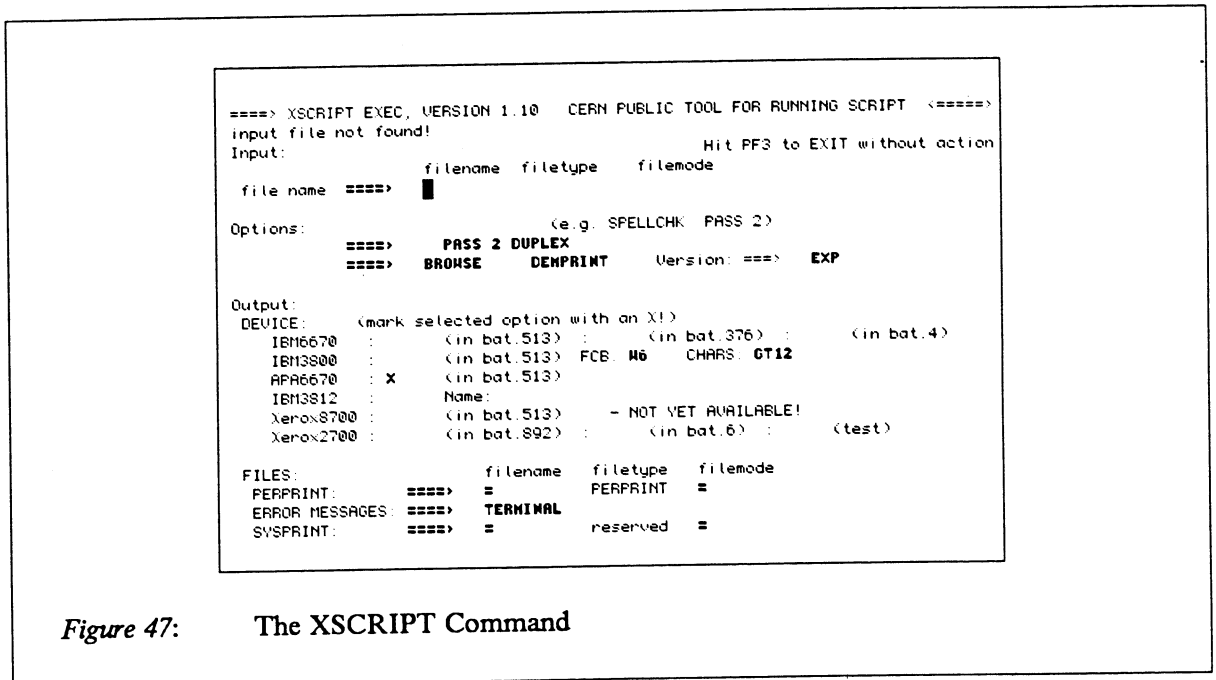 ====> XSCRIPT EXEC, VERSION 1.10   CERN PUBLIC TOOL FOR RUNNING SCRIPT  <=====>
input file not found!
Input:                                         Hit PF3 to EXIT without action
                    filename  filetype   filemode
 file name  ====>

Options:                       (e.g. SPELLCHK  PASS 2)
            ====>     PASS 2 DUPLEX
            ====>   BROWSE     DEMPRINT     Version: ===>   EXP
Output:
 DEVICE:     (mark selected option with an X!)
    IBM6670    :       (in bat.513)  :      (in bat.376)  :       (in bat.4)
    IBM3800    :       (in bat.513)  FCB: W6    CHARS: GT12
    APA6670    : X     (in bat.513)
    IBM3812    :       Name:
    Xerox8700  :       (in bat.513)     - NOT YET AVAILABLE!
    Xerox2700  :       (in bat.892)  :      (in bat.6)  :       (test)
 FILES:                    filename   filetype   filemode
  PERPRINT:        ====>   =          PERPRINT   =
  ERROR MESSAGES:  ====>   TERMINAL
  SYSPRINT:        ====>   =          reserved   =
Figure 47:     The XSCRIPT Command